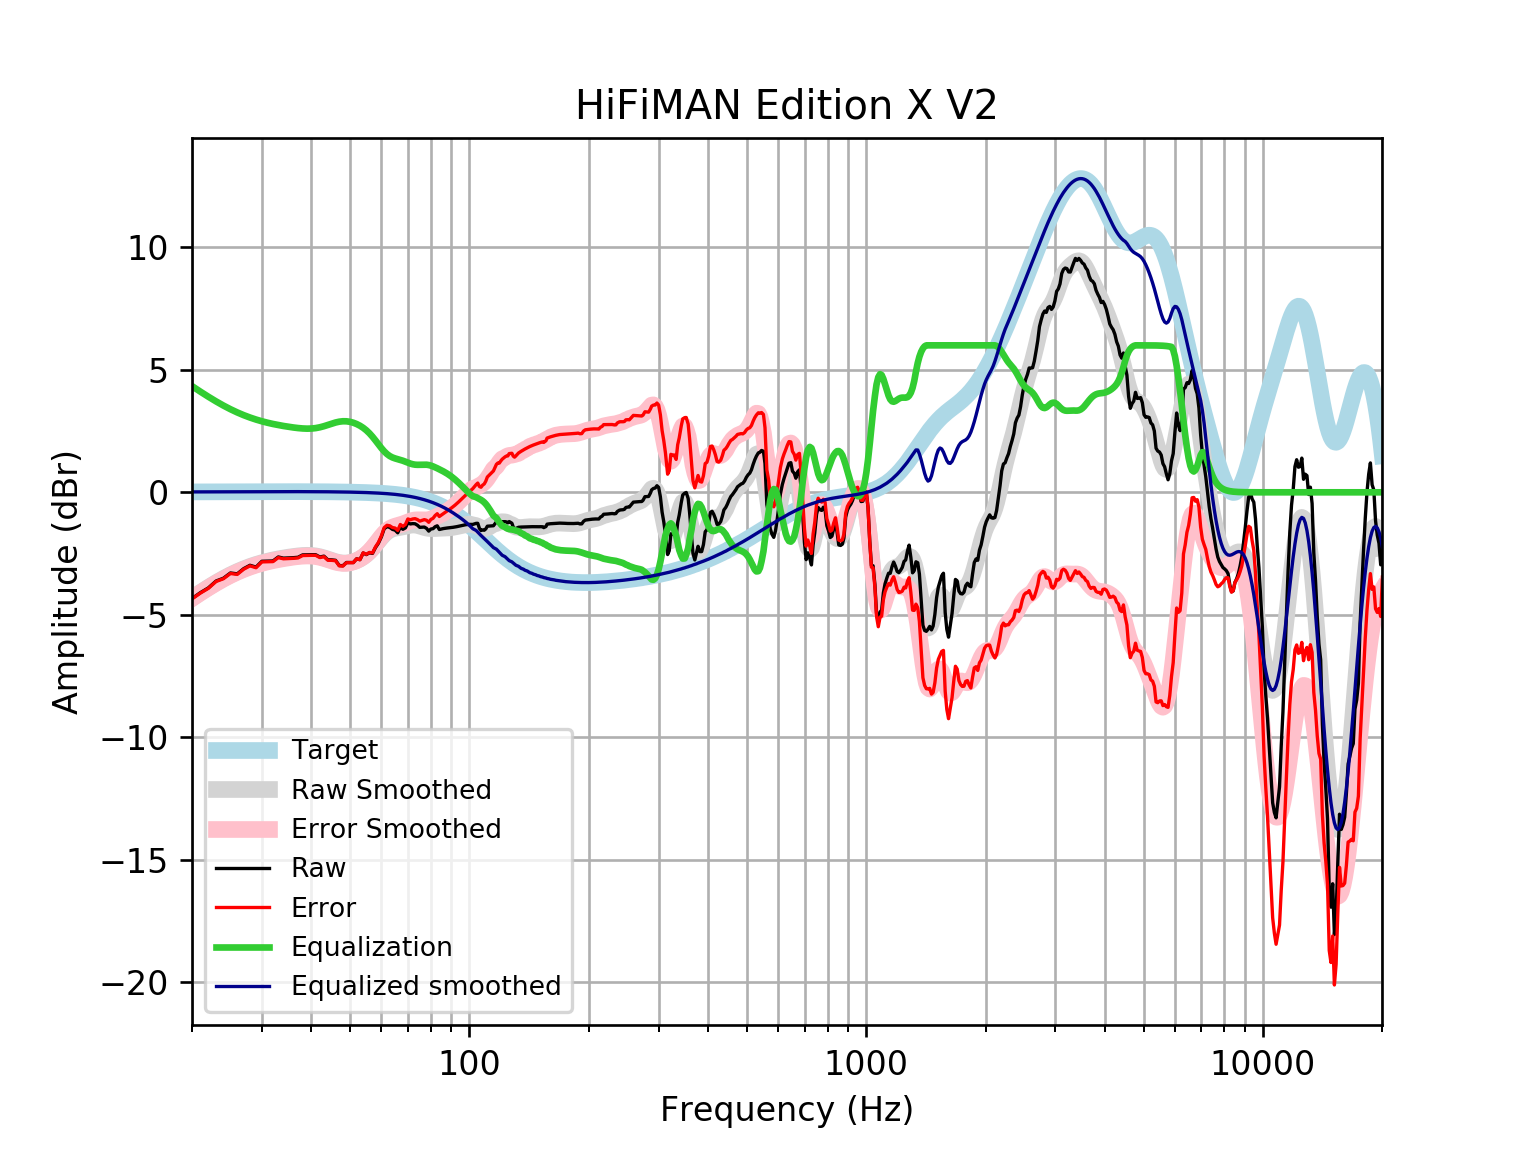 HiFiMAN Edition X V2
Amplitude (dBr)
10
5
0
−5
−10
−15
−20
Target
Raw Smoothed
Error Smoothed
Raw
Error
Equalization
Equalized smoothed
100
1000
10000
Frequency (Hz)